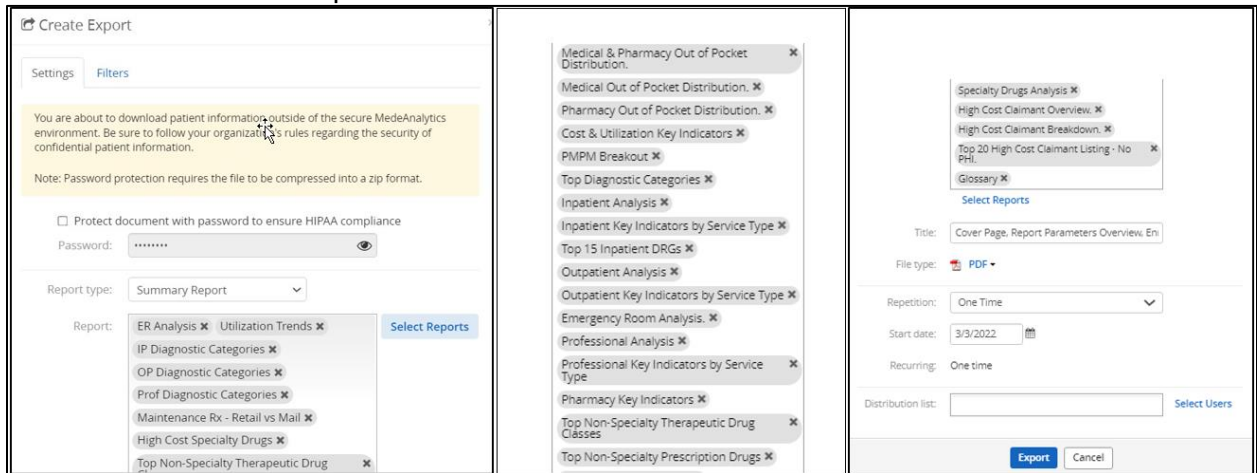 Create Export
Settings Filters
You are about to download patient information outside of the secure MedeAnalytics
environment. Be sure to follow your organization's rules regarding the security of
confidential patient information.
Note: Password protection requires the file to be compressed into a zip format.
Protect document with password to ensure HIPAA compliance
Password: ••••••••
Report type: Summary Report
Report: ER Analysis × Utilization Trends × Select Reports
IP Diagnostic Categories ×
OP Diagnostic Categories ×
Prof Diagnostic Categories ×
Maintenance Rx - Retail vs Mail ×
High Cost Specialty Drugs ×
Top Non-Specialty Therapeutic Drug ×
Medical & Pharmacy Out of Pocket ×
Distribution.
Medical Out of Pocket Distribution. ×
Pharmacy Out of Pocket Distribution. ×
Cost & Utilization Key Indicators ×
PMPM Breakout ×
Top Diagnostic Categories ×
Inpatient Analysis ×
Inpatient Key Indicators by Service Type ×
Top 15 Inpatient DRGs ×
Outpatient Analysis ×
Outpatient Key Indicators by Service Type ×
Emergency Room Analysis. ×
Professional Analysis ×
Professional Key Indicators by Service ×
Type
Pharmacy Key Indicators ×
Top Non-Specialty Therapeutic Drug ×
Classes
Top Non-Specialty Prescription Drugs ×
Specialty Drugs Analysis ×
High Cost Claimant Overview. ×
High Cost Claimant Breakdown. ×
Top 20 High Cost Claimant Listing - No ×
PHI.
Glossary ×
Select Reports
Title: Cover Page, Report Parameters Overview, En
File type: PDF
Repetition: One Time
Start date: 3/3/2022
Recurring: One time
Distribution list: Select Users
Export Cancel